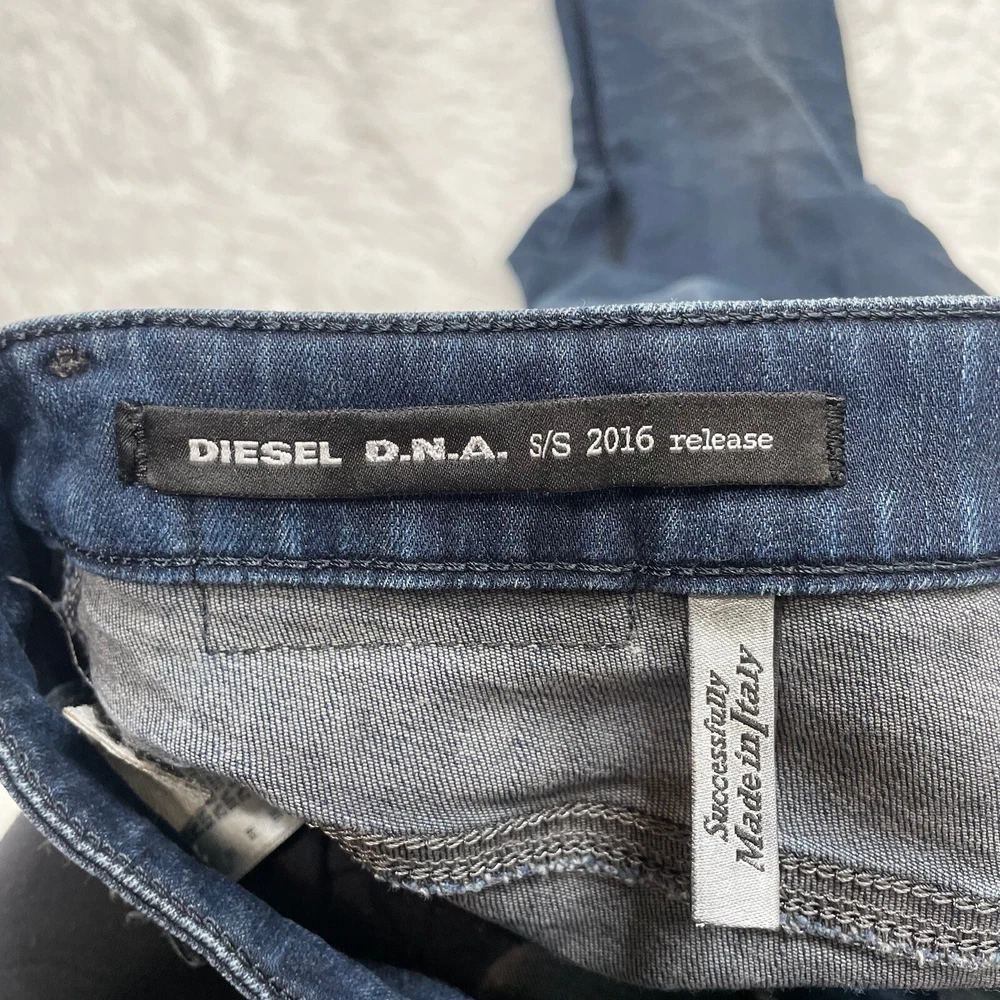 DIESEL D.N.A. S/S 2016 release
Successfully
Made in Italy